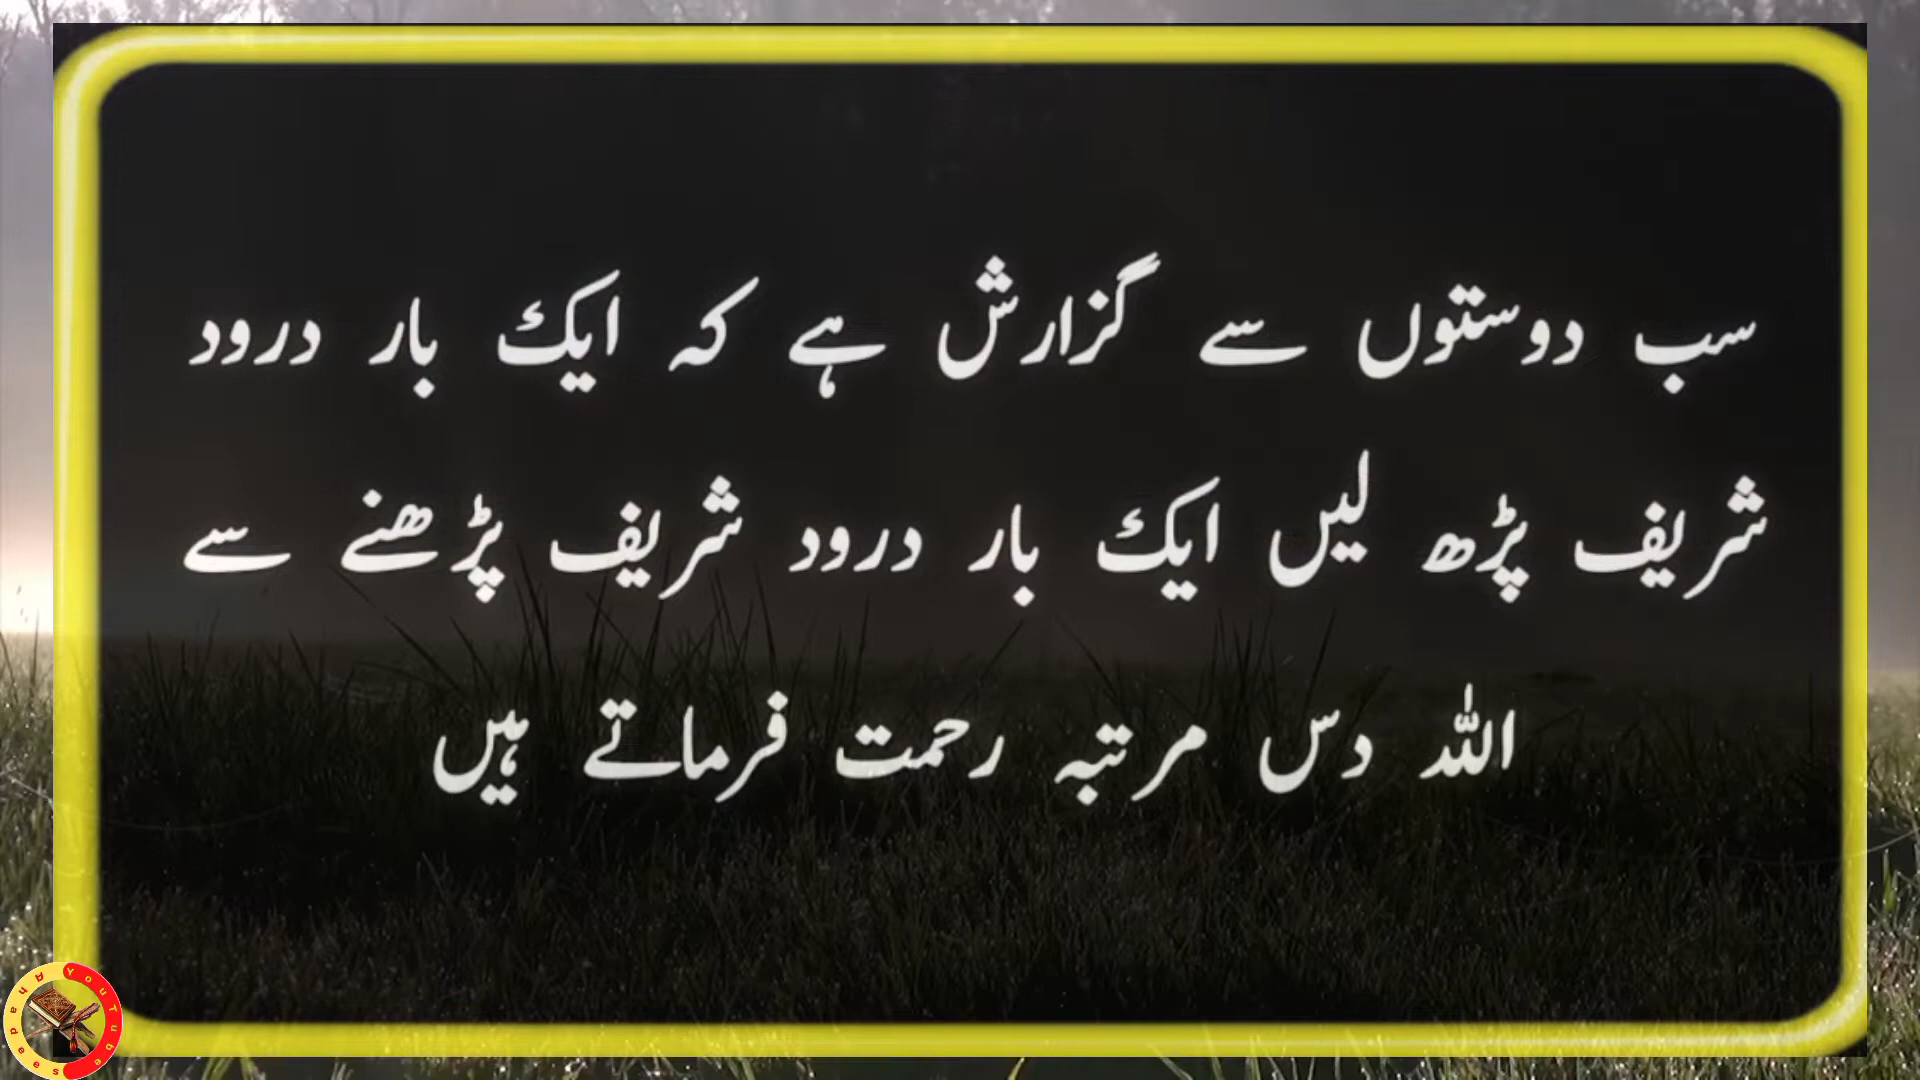 سب دوستوں سے گزارش ہے کہ ایک بار درود
شریف پڑھ لیں ایک بار درود شریف پڑھنے سے
اللہ دس مرتبہ رحمت فرماتے ہیں
YouTube